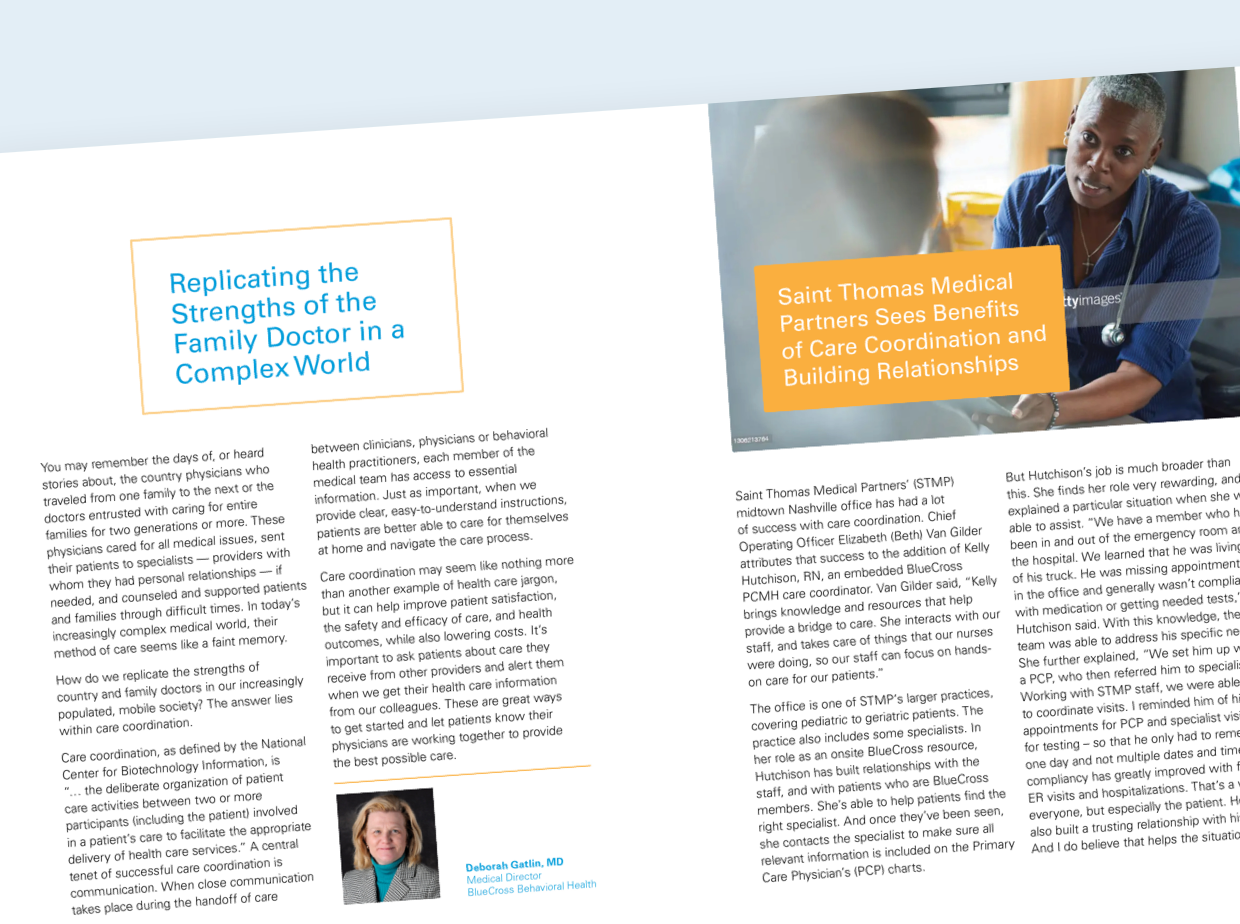 Replicating the
Strengths of the
Family Doctor in a
Complex World
You may remember the days of, or heard
stories about, the country physicians who
traveled from one family to the next or the
doctors entrusted with caring for entire
families for two generations or more. These
physicians cared for all medical issues, sent
their patients to specialists — providers with
whom they had personal relationships — if
needed, and counseled and supported patients
and families through difficult times. In today's
increasingly complex medical world, their
method of care seems like a faint memory.
How do we replicate the strengths of
country and family doctors in our increasingly
populated, mobile society? The answer lies
within care coordination.
Care coordination, as defined by the National
Center for Biotechnology Information, is
“… the deliberate organization of patient
care activities between two or more
participants (including the patient) involved
in a patient's care to facilitate the appropriate
delivery of health care services.” A central
tenet of successful care coordination is
communication. When close communication
takes place during the handoff of care
between clinicians, physicians or behavioral
health practitioners, each member of the
medical team has access to essential
information. Just as important, when we
provide clear, easy-to-understand instructions,
patients are better able to care for themselves
at home and navigate the care process.
Care coordination may seem like nothing more
than another example of health care jargon,
but it can help improve patient satisfaction,
the safety and efficacy of care, and health
outcomes, while also lowering costs. It's
important to ask patients about care they
receive from other providers and alert them
when we get their health care information
from our colleagues. These are great ways
to get started and let patients know their
physicians are working together to provide
the best possible care.
Deborah Gatlin, MD
Medical Director
BlueCross Behavioral Health
ttyimages
Saint Thomas Medical
Partners Sees Benefits
of Care Coordination and
Building Relationships
1306213764
Saint Thomas Medical Partners' (STMP)
midtown Nashville office has had a lot
of success with care coordination. Chief
Operating Officer Elizabeth (Beth) Van Gilder
attributes that success to the addition of Kelly
Hutchison, RN, an embedded BlueCross
PCMH care coordinator. Van Gilder said, “Kelly
brings knowledge and resources that help
provide a bridge to care. She interacts with our
staff, and takes care of things that our nurses
were doing, so our staff can focus on hands-
on care for our patients.”
The office is one of STMP's larger practices,
covering pediatric to geriatric patients. The
practice also includes some specialists. In
her role as an onsite BlueCross resource,
Hutchison has built relationships with the
staff, and with patients who are BlueCross
members. She's able to help patients find the
right specialist. And once they've been seen,
she contacts the specialist to make sure all
relevant information is included on the Primary
Care Physician's (PCP) charts.
But Hutchison's job is much broader than
this. She finds her role very rewarding, and
explained a particular situation when she w
able to assist. “We have a member who h
been in and out of the emergency room a
the hospital. We learned that he was living
of his truck. He was missing appointment
in the office and generally wasn't complia
with medication or getting needed tests,”
Hutchison said. With this knowledge, the
team was able to address his specific ne
She further explained, “We set him up w
a PCP, who then referred him to speciali
Working with STMP staff, we were able
to coordinate visits. I reminded him of hi
appointments for PCP and specialist visi
for testing – so that he only had to reme
one day and not multiple dates and time
compliancy has greatly improved with f
ER visits and hospitalizations. That's a v
everyone, but especially the patient. H
also built a trusting relationship with hi
And I do believe that helps the situatio